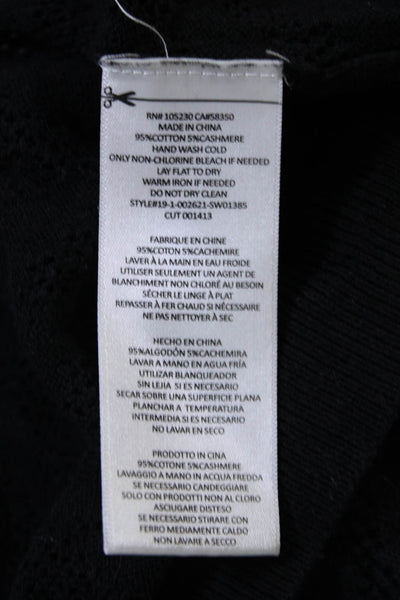 RN# 105230 CA#58350
MADE IN CHINA
95%COTTON 5%CASHMERE
HAND WASH COLD
ONLY NON-CHLORINE BLEACH IF NEEDED
LAY FLAT TO DRY
WARM IRON IF NEEDED
DO NOT DRY CLEAN
STYLE#19-1-002621-SW01385
CUT 001413
FABRIQUE EN CHINE
95%COTON 5%CACHEMIRE
LAVER À LA MAIN EN EAU FROIDE
UTILISER SEULEMENT UN AGENT DE
BLANCHIMENT NON CHLORÉ AU BESOIN
SÉCHER LE LINGE À PLAT
REPASSER À FER CHAUD SI NÉCESSAIRE
NE PAS NETTOYER À SEC
HECHO EN CHINA
95%ALGODÓN 5%CACHEMIRA
LAVAR A MANO EN AGUA FRÍA
UTILIZAR BLANQUEADOR
SIN LEJIA SI ES NECESARIO
SECAR SOBRE UNA SUPERFICIE PLANA
PLANCHAR A TEMPERATURA
INTERMEDIA SI ES NECESARIO
NO LAVAR EN SECO
PRODOTTO IN CINA
95%COTONE 5%CASHMERE
LAVAGGIO A MANO IN ACQUA FREDDA
SE NECESSARIO CANDEGGIARE
SOLO CON PRODOTTI NON AL CLORO
ASCIUGARE DISTESO
SE NECESSARIO STIRARE CON
FERRO MEDIAMENTE CALDO
NON LAVARE A SECCO